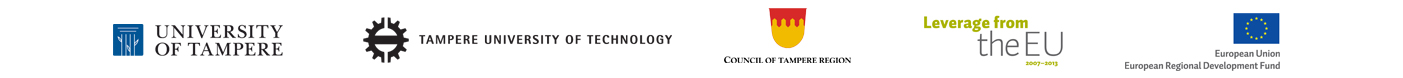 UNIVERSITY
OF TAMPERE
TAMPERE UNIVERSITY OF TECHNOLOGY
COUNCIL OF TAMPERE REGION
Leverage from
the EU
2007–2013
European Union
European Regional Development Fund